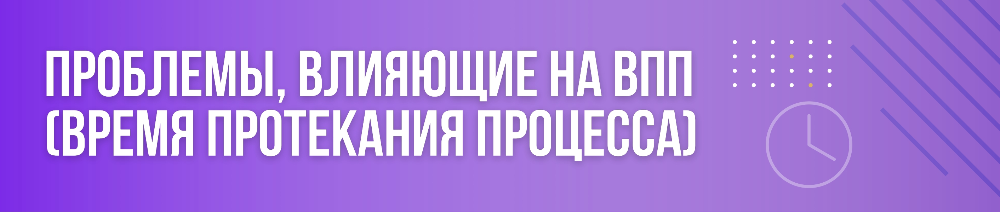 ПРОБЛЕМЫ, ВЛИЯЮЩИЕ НА ВПП
(ВРЕМЯ ПРОТЕКАНИЯ ПРОЦЕССА)